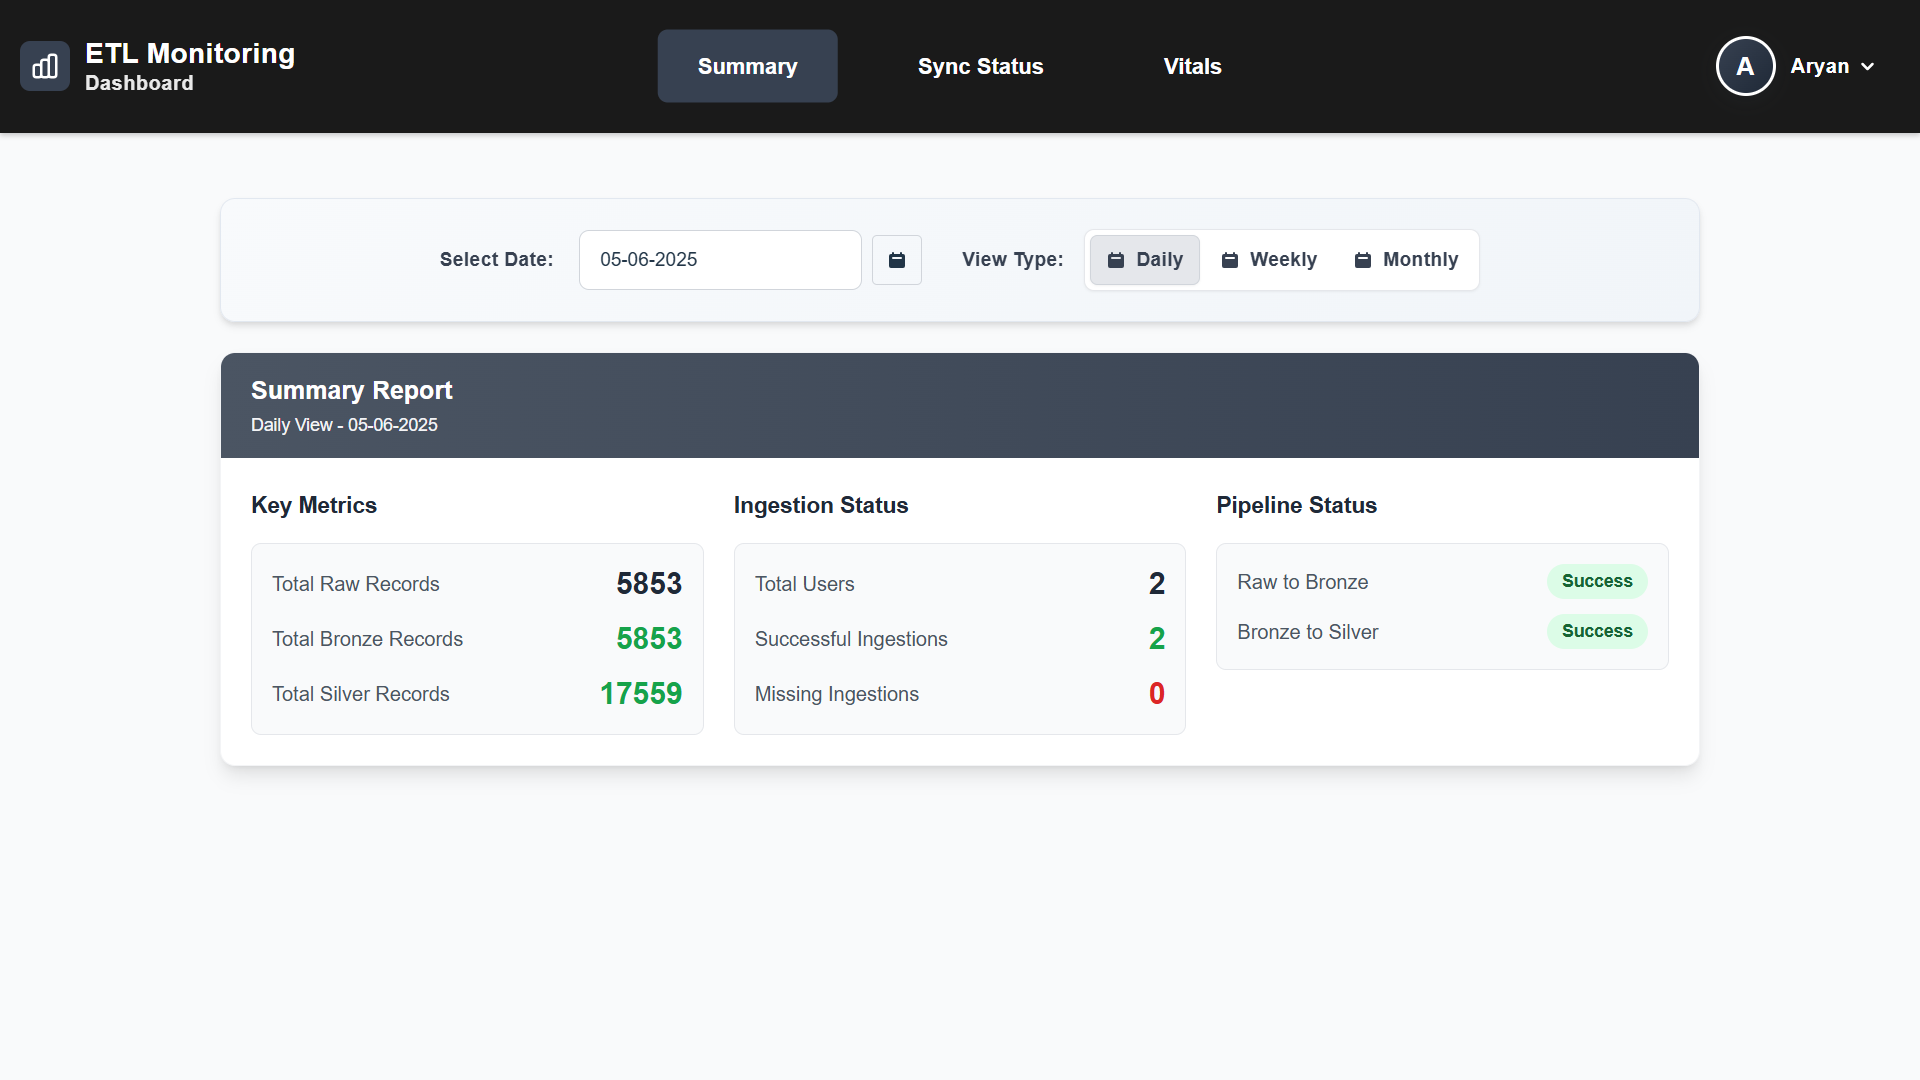 ETL Monitoring
Dashboard
Summary
Sync Status
Vitals
A
Aryan
Select Date:
05-06-2025
View Type:
Daily
Weekly
Monthly
Summary Report
Daily View - 05-06-2025
Key Metrics
Total Raw Records 5853
Total Bronze Records 5853
Total Silver Records 17559
Ingestion Status
Total Users 2
Successful Ingestions 2
Missing Ingestions 0
Pipeline Status
Raw to Bronze Success
Bronze to Silver Success